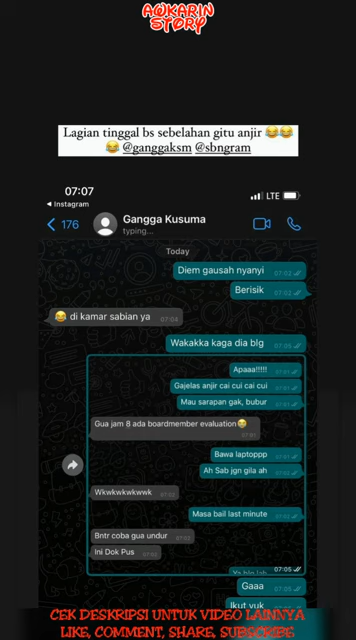 AWKARIN
STORY
Lagian tinggal bs sebelahan gitu anjir 😂😂
😂 @ganggaksm @sbngram
07:07
LTE
Instagram
176
Gangga Kusuma
typing...
Today
Diem gausah nyanyi 07:02
Berisik 07:02
😂 di kamar sabian ya 07:04
Wakakka kaga dia blg 07:05
Apaaa!!!!! 07:01
Gajelas anjir cai cui cai cui 07:01
Mau sarapan gak, bubur 07:01
Gua jam 8 ada boardmember evaluation😭
07:01
Bawa laptoppp 07:01
Ah Sab jgn gila ah 07:02
Wkwkwkwkwwk 07:02
Masa bail last minute 07:02
Bntr coba gua undur 07:02
Ini Dok Pus 07:02
07:05
Gaaa 07:05
Ikut yuk 07:05
CEK DESKRIPSI UNTUK VIDEO LAINNYA
LIKE, COMMENT, SHARE, SUBSCRIBE